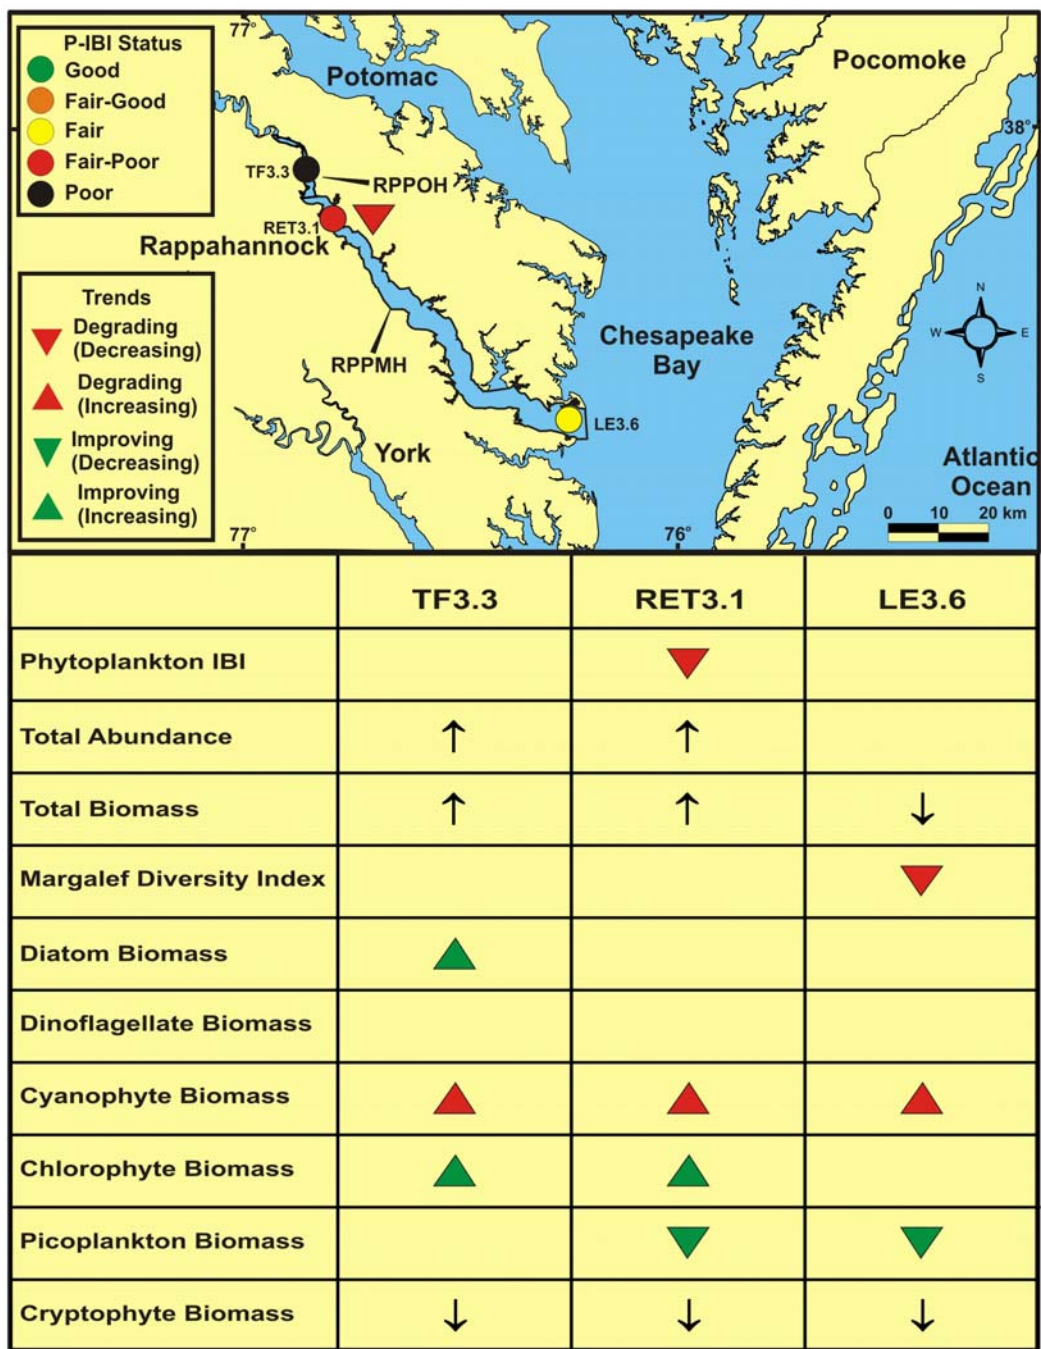 P-IBI Status
Good
Fair-Good
Fair
Fair-Poor
Poor
77°
Potomac
Pocomoke
38°
TF3.3
RPPOH
RET3.1
Rappahannock
Trends
Degrading
(Decreasing)
Degrading
(Increasing)
Improving
(Decreasing)
Improving
(Increasing)
RPPMH
Chesapeake
Bay
N
W
E
S
LE3.6
York
Atlantic
Ocean
0 10 20 km
77°
76°
TF3.3 RET3.1 LE3.6
Phytoplankton IBI
Total Abundance ↑ ↑
Total Biomass ↑ ↑ ↓
Margalef Diversity Index
Diatom Biomass
Dinoflagellate Biomass
Cyanophyte Biomass
Chlorophyte Biomass
Picoplankton Biomass
Cryptophyte Biomass ↓ ↓ ↓